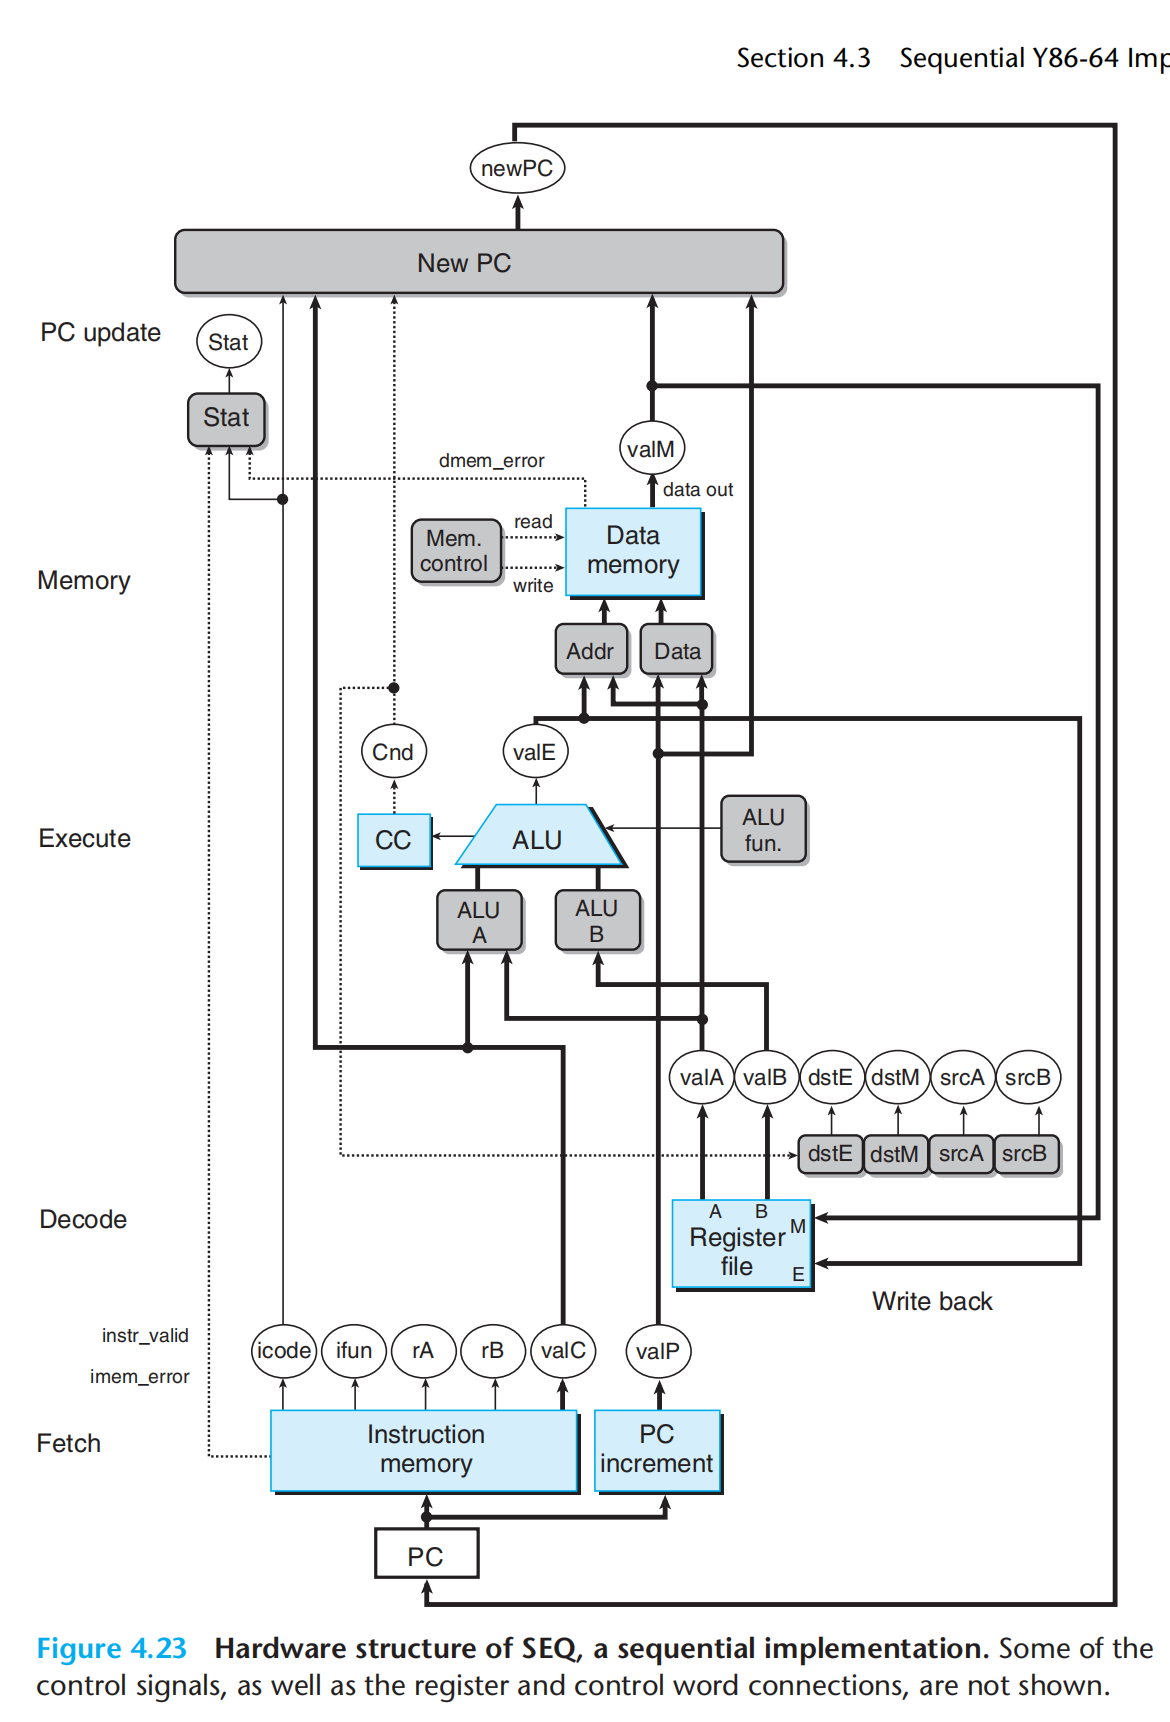 Section 4.3 Sequential Y86-64 Imp
newPC
New PC
PC update
Stat
Stat
valM
dmem_error
data out
read
Mem.
control
Data
memory
write
Memory
Addr
Data
Cnd
valE
Execute
CC
ALU
ALU
fun.
ALU
A
ALU
B
valA
valB
dstE
dstM
srcA
srcB
dstE
dstM
srcA
srcB
Decode
A
B
M
Register
file
E
Write back
instr_valid
imem_error
icode
ifun
rA
rB
valC
valP
Fetch
Instruction
memory
PC
increment
PC
Figure 4.23 Hardware structure of SEQ, a sequential implementation. Some of the
control signals, as well as the register and control word connections, are not shown.